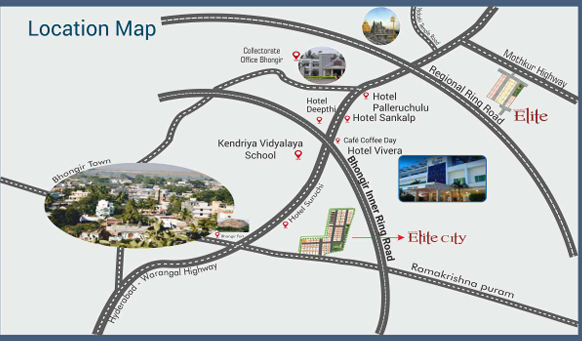 Location Map
Collectorate
Office Bhongir
Mothkur Highway
Regional Ring Road
Elite
Hotel
Deepthi
Hotel
Palleruchulu
Hotel Sankalp
Café Coffee Day
Hotel Vivera
Kendriya Vidyalaya
School
Bhongir Town
Hotel Suruchi
Bhongir Inner Ring Road
Bhongir Fort
Elite CITY
Hyderabad - Warangal Highway
Ramakrishna puram